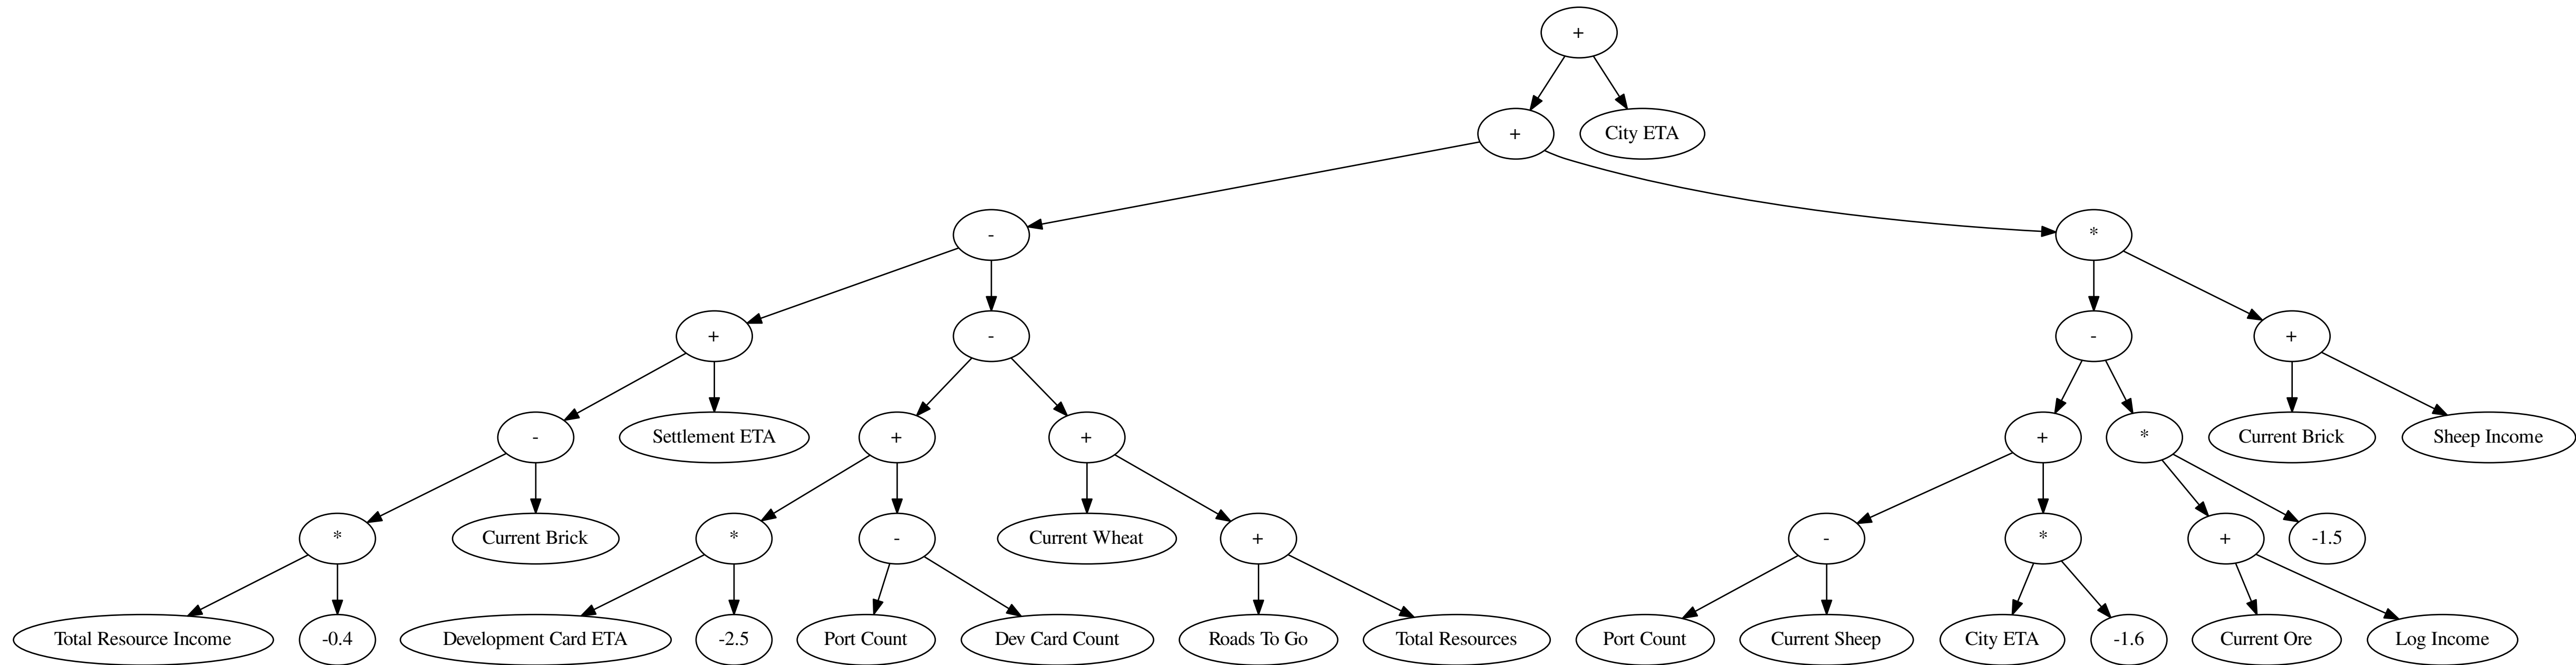 +
+
City ETA
-
*
+
-
-
+
-
Settlement ETA
+
+
+
*
Current Brick
Sheep Income
*
Current Brick
*
-
Current Wheat
+
-
*
+
-1.5
Total Resource Income
-0.4
Development Card ETA
-2.5
Port Count
Dev Card Count
Roads To Go
Total Resources
Port Count
Current Sheep
City ETA
-1.6
Current Ore
Log Income